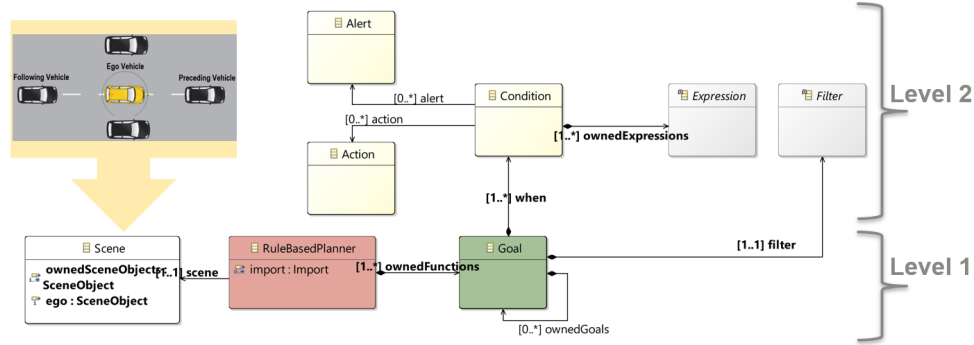 Alert
Ego Vehicle
Following Vehicle
Preceding Vehicle
[0..*] alert
Condition
Expression
Filter
Level 2
[0..*] action
[1..*] ownedExpressions
Action
[1..*] when
Scene
RuleBasedPlanner
Goal
[1..1] filter
ownedSceneObjects :
SceneObject
ego : SceneObject
[1..1] scene
import : Import
[1..*] ownedFunctions
Level 1
[0..*] ownedGoals